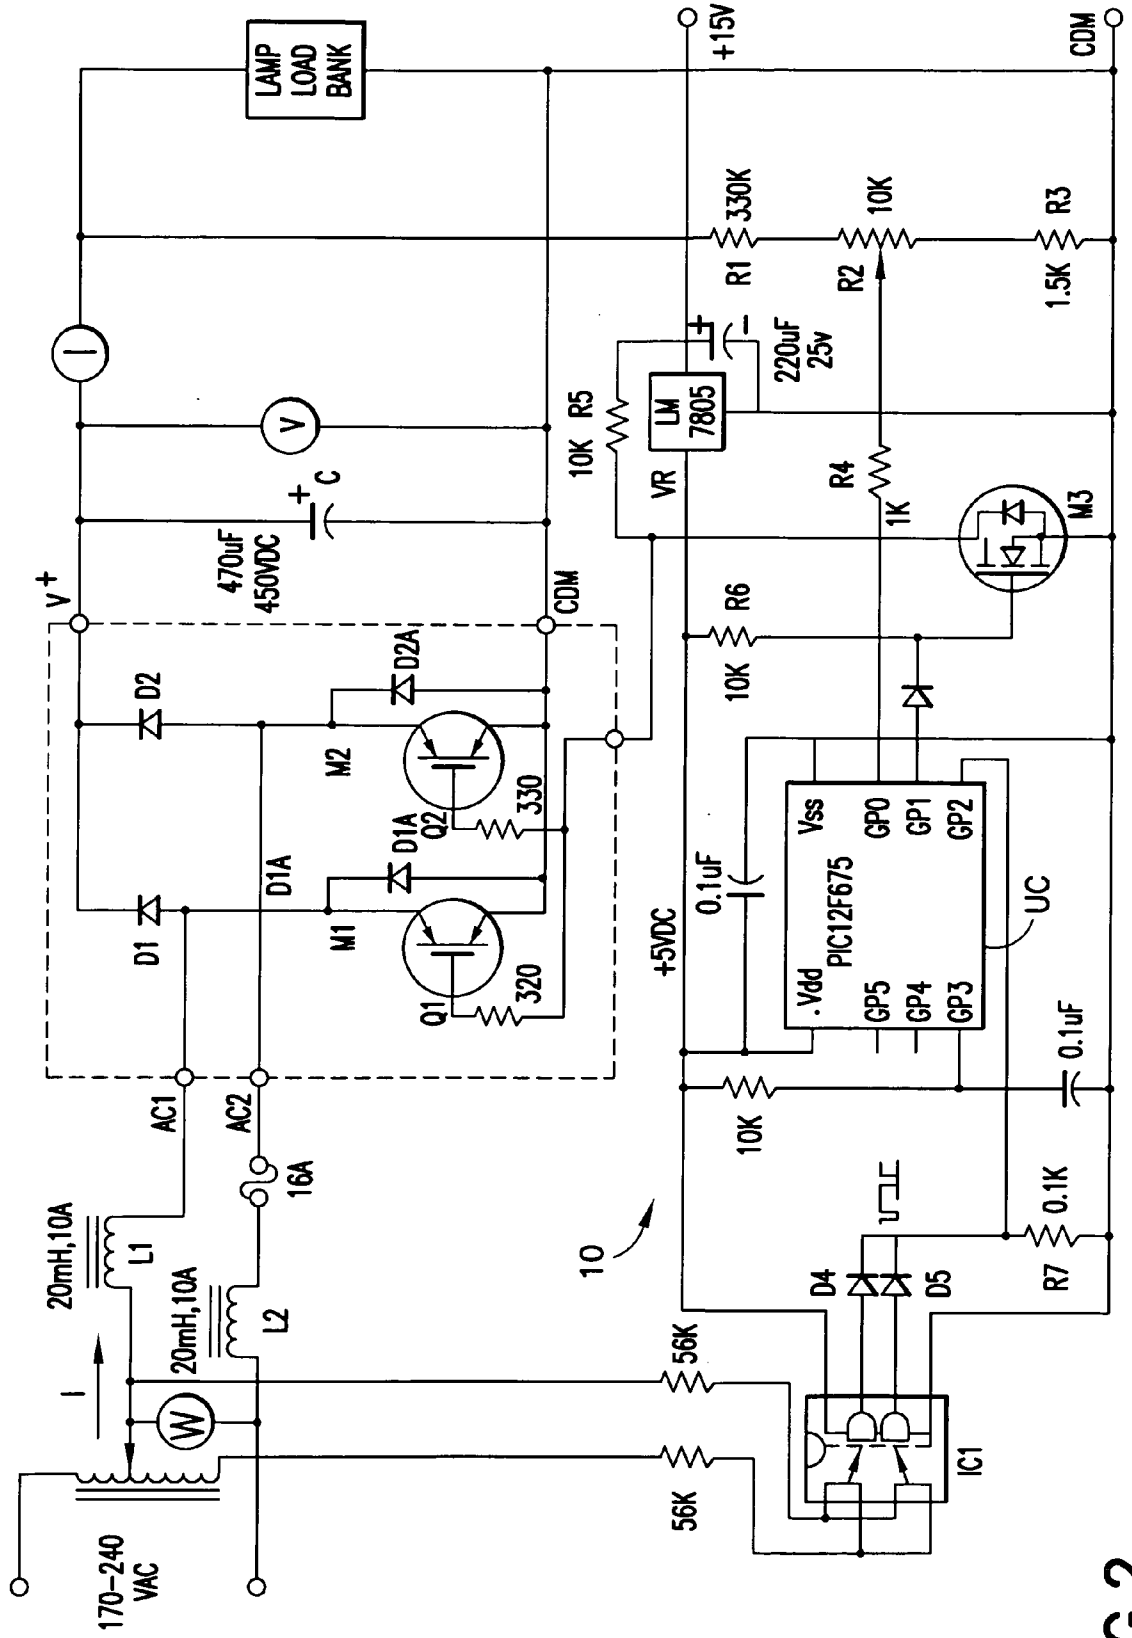 170-240
VAC
I
W
20mH,10A
L1
20mH,10A
L2
16A
AC1
AC2
D1
D2
D1A
M1
M2
D1A
D2A
Q1
Q2
320
330
V+
CDM
470uF
450VDC
+
C
V
I
LAMP
LOAD
BANK
10
56K
56K
IC1
D4
D5
R7
0.1K
10K
0.1uF
+5VDC
0.1uF
.Vdd
Vss
PIC12F675
GP5
GP4
GP3
GP0
GP1
GP2
UC
10K
R6
VR
LM
7805
10K R5
+
-
220uF
25v
R4
1K
M3
R1
330K
R2
10K
1.5K
R3
+15V
CDM